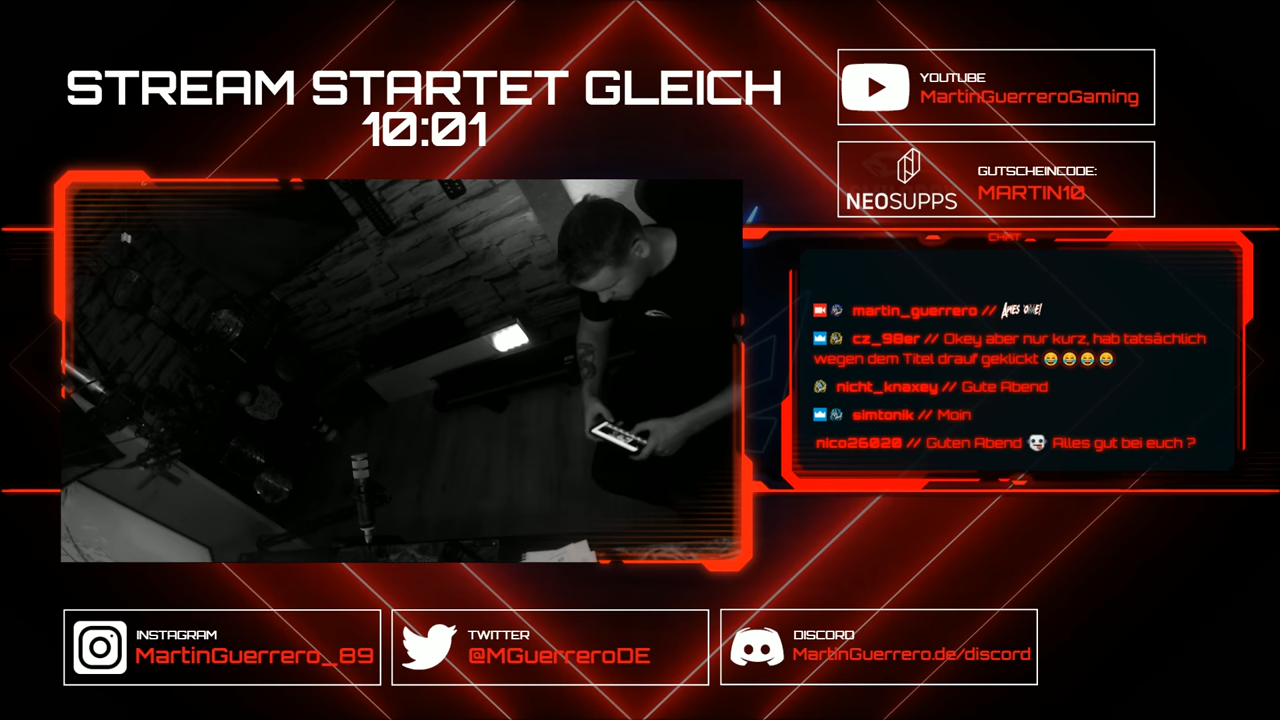 STREAM STARTET GLEICH
10:01
YOUTUBE
MartinGuerreroGaming
NEOSUPPS
GUTSCHEINCODE:
MARTIN10
CHAT
martin_guerrero //
cz_98er // Okey aber nur kurz, hab tatsächlich
wegen dem Titel drauf geklickt 😂😂😂😂
nicht_knaxey // Gute Abend
simtonik // Moin
nico26020 // Guten Abend Alles gut bei euch ?
INSTAGRAM
MartinGuerrero_89
TWITTER
@MGuerreroDE
DISCORD
MartinGuerrero.de/discord